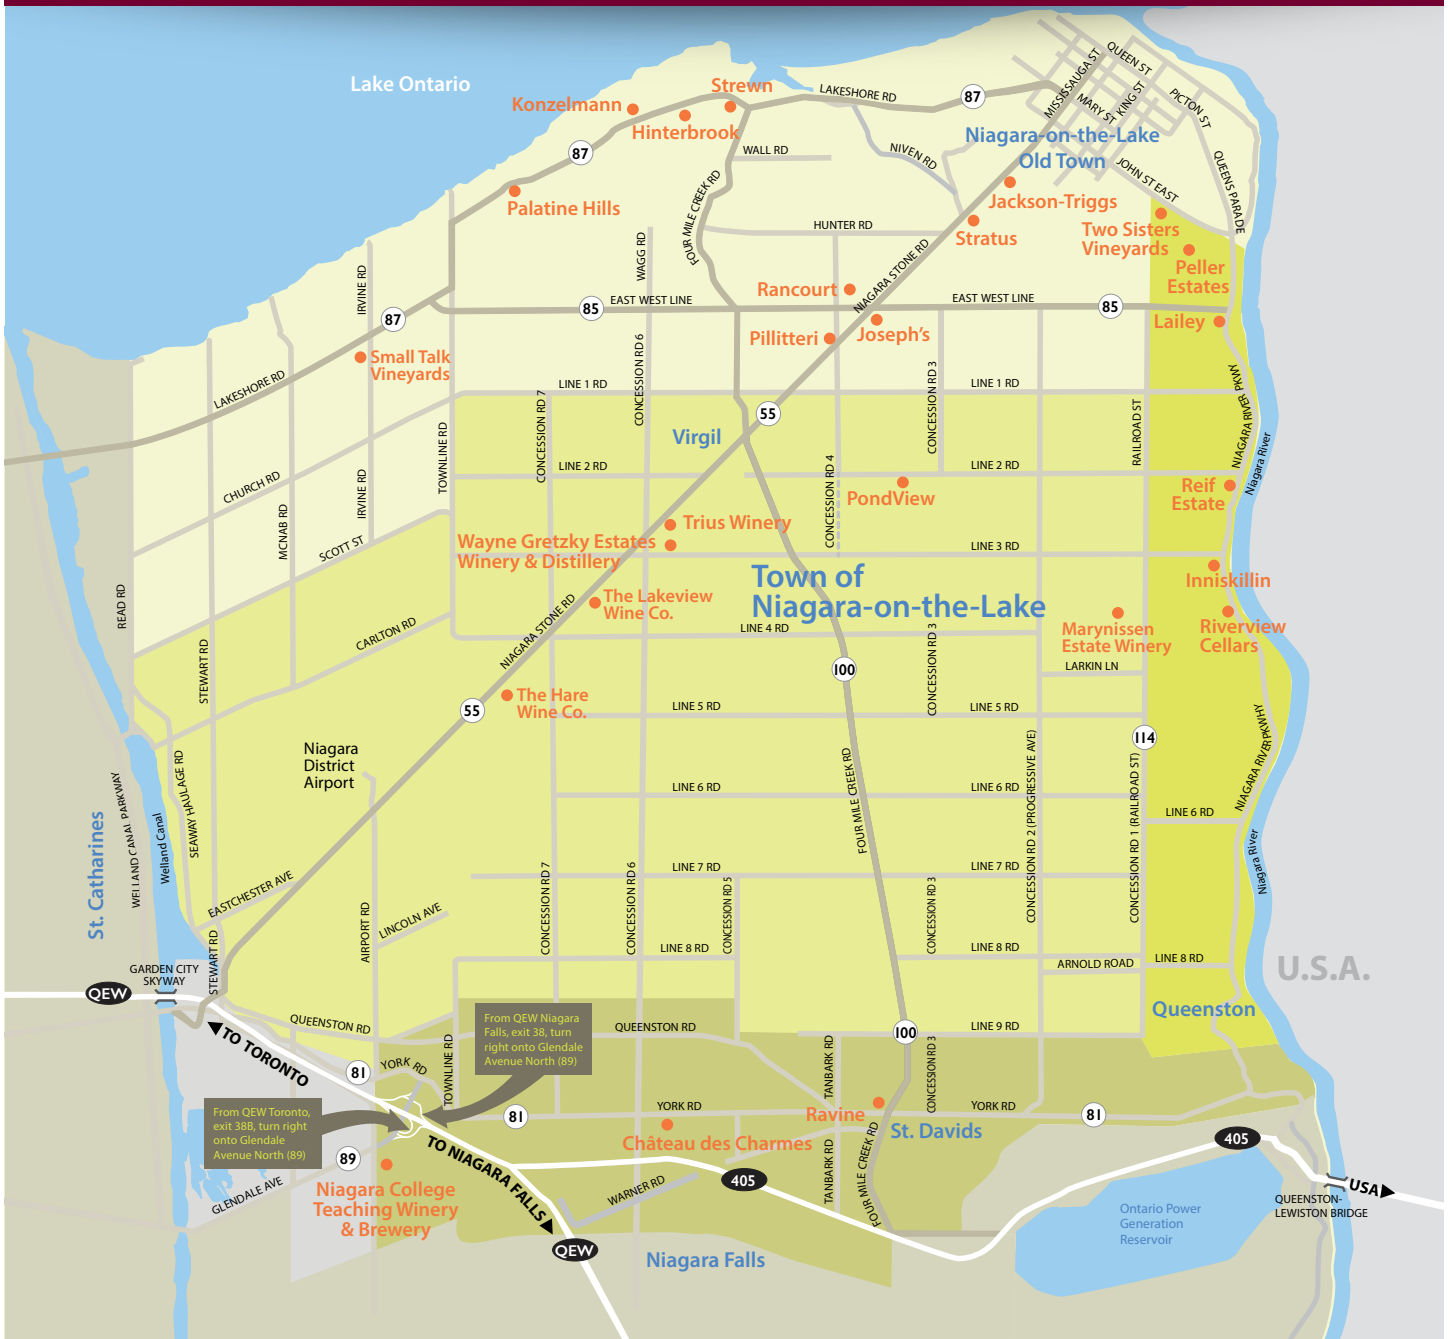 Lake Ontario
Strewn
Konzelmann
Hinterbrook
LAKESHORE RD
87
MISSISSAUGA ST
QUEEN ST
KING ST
MARY ST
PICTON ST
Niagara-on-the-Lake
Old Town
87
WALL RD
NIVEN RD
JOHN ST EAST
QUEENS PARADE
Palatine Hills
FOUR MILE CREEK RD
Jackson-Triggs
Stratus
Two Sisters
Vineyards
HUNTER RD
WAGG RD
IRVINE RD
Peller
Estates
Rancourt
NIAGARA STONE RD
85
EAST WEST LINE
EAST WEST LINE
85
87
Pillitteri
Joseph's
Lailey
Small Talk
Vineyards
LAKESHORE RD
CONCESSION RD 6
CONCESSION RD 3
LINE 1 RD
LINE 1 RD
NIAGARA RIVER PKWY
55
Virgil
CONCESSION RD 7
TOWNLINE RD
RAILROAD ST
NIAGARA RIVER PKWY
Niagara River
LINE 2 RD
LINE 2 RD
CHURCH RD
IRVINE RD
MCNAB RD
SCOTT ST
CONCESSION RD 4
PondView
Reif
Estate
Trius Winery
Wayne Gretzky Estates
Winery & Distillery
LINE 3 RD
Town of
Niagara-on-the-Lake
Inniskillin
READ RD
The Lakeview
Wine Co.
NIAGARA STONE RD
LINE 4 RD
CONCESSION RD 3
Marynissen
Estate Winery
Riverview
Cellars
CARLTON RD
STEWART RD
LARKIN LN
100
The Hare
Wine Co.
55
LINE 5 RD
LINE 5 RD
114
NIAGARA RIVER PKWHY
Niagara
District
Airport
SEAWAY HAULAGE RD
WELLAND CANAL PARKWAY
Welland Canal
St. Catharines
LINE 6 RD
LINE 6 RD
LINE 6 RD
FOUR MILE CREEK RD
CONCESSION RD 2 (PROGRESSIVE AVE)
CONCESSION RD 1 (RAILROAD ST)
Niagara River
EASTCHESTER AVE
LINE 7 RD
LINE 7 RD
CONCESSION RD 7
CONCESSION RD 6
CONCESSION RD 5
CONCESSION RD 3
AIRPORT RD
LINCOLN AVE
STEWART RD
LINE 8 RD
LINE 8 RD
ARNOLD ROAD
LINE 8 RD
U.S.A.
GARDEN CITY
SKYWAY
QEW
Queenston
QUEENSTON RD
From QEW Niagara
Falls, exit 38, turn
right onto Glendale
Avenue North (89)
QUEENSTON RD
100
LINE 9 RD
TO TORONTO
81
YORK RD
TOWNLINE RD
TANBARK RD
CONCESSION RD 3
From QEW Toronto,
exit 38B, turn right
onto Glendale
Avenue North (89)
81
YORK RD
Ravine
YORK RD
81
Château des Charmes
St. Davids
TO NIAGARA FALLS
89
GLENDALE AVE
Niagara College
Teaching Winery
& Brewery
WARNER RD
405
TANBARK RD
FOUR MILE CREEK RD
405
USA
QUEENSTON-
LEWISTON BRIDGE
Ontario Power
Generation
Reservoir
QEW
Niagara Falls